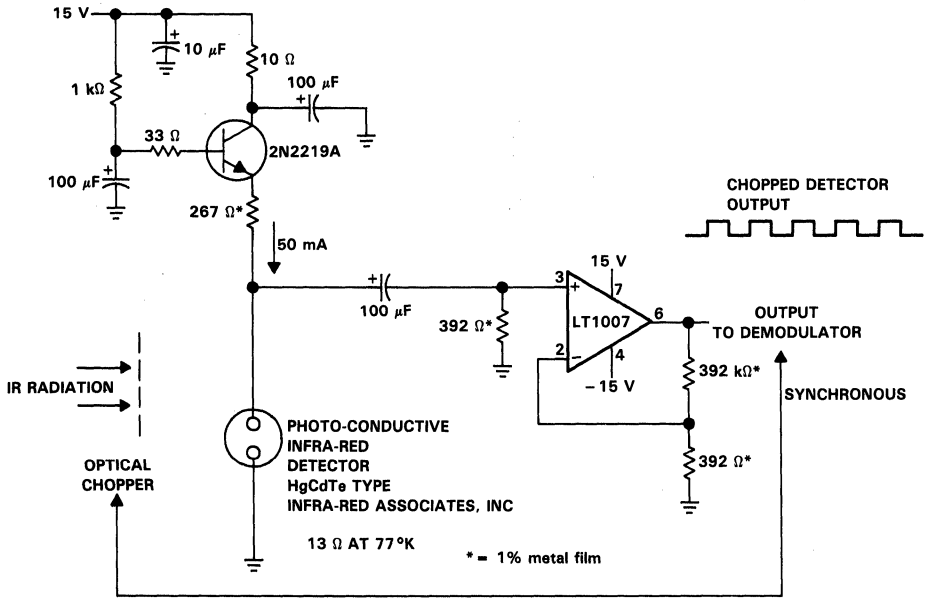 15 V
10 μF
10 Ω
1 kΩ
100 μF
33 Ω
2N2219A
100 μF
267 Ω*
50 mA
CHOPPED DETECTOR
OUTPUT
15 V
3
+
7
100 μF
392 Ω*
LT1007
6
OUTPUT
TO DEMODULATOR
2
−
4
−15 V
392 kΩ*
SYNCHRONOUS
IR RADIATION
392 Ω*
OPTICAL
CHOPPER
PHOTO-CONDUCTIVE
INFRA-RED
DETECTOR
HgCdTe TYPE
INFRA-RED ASSOCIATES, INC
13 Ω AT 77°K
* = 1% metal film